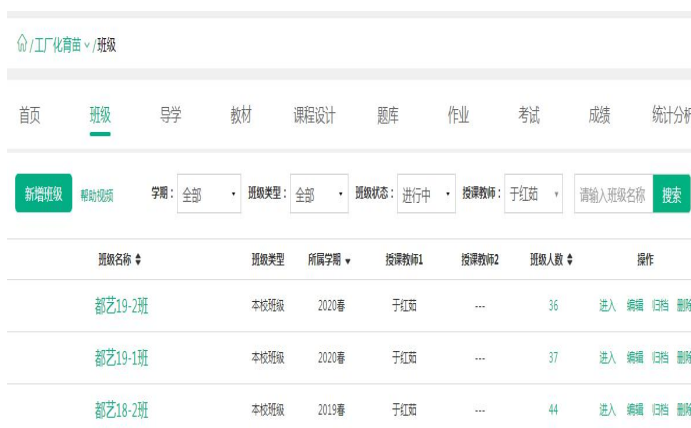 /工厂化育苗/班级
首页 班级 导学 教材 课程设计 题库 作业 考试 成绩 统计分析
新增班级 帮助视频 学期：全部 班级类型：全部 班级状态：进行中 授课教师：于红茹 请输入班级名称 搜索
班级名称 班级类型 所属学期 授课教师1 授课教师2 班级人数 操作
都艺19-2班 本校班级 2020春 于红茹 --- 36 进入 编辑 归档 删除
都艺19-1班 本校班级 2020春 于红茹 --- 37 进入 编辑 归档 删除
都艺18-2班 本校班级 2019春 于红茹 --- 44 进入 编辑 归档 删除